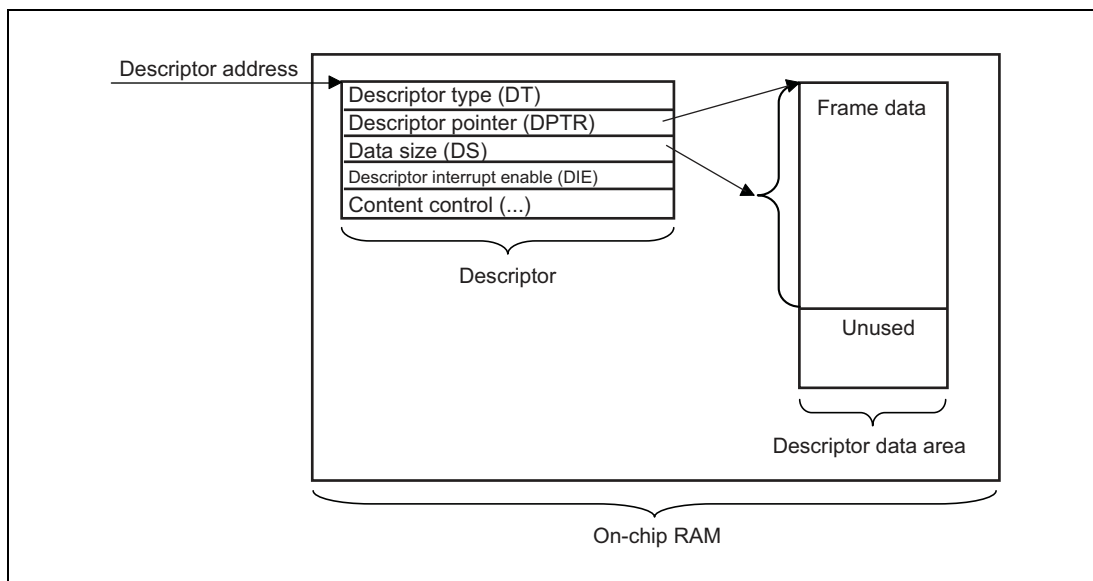 Descriptor address
Descriptor type (DT)
Descriptor pointer (DPTR)
Data size (DS)
Descriptor interrupt enable (DIE)
Content control (...)
Descriptor
Frame data
Unused
Descriptor data area
On-chip RAM